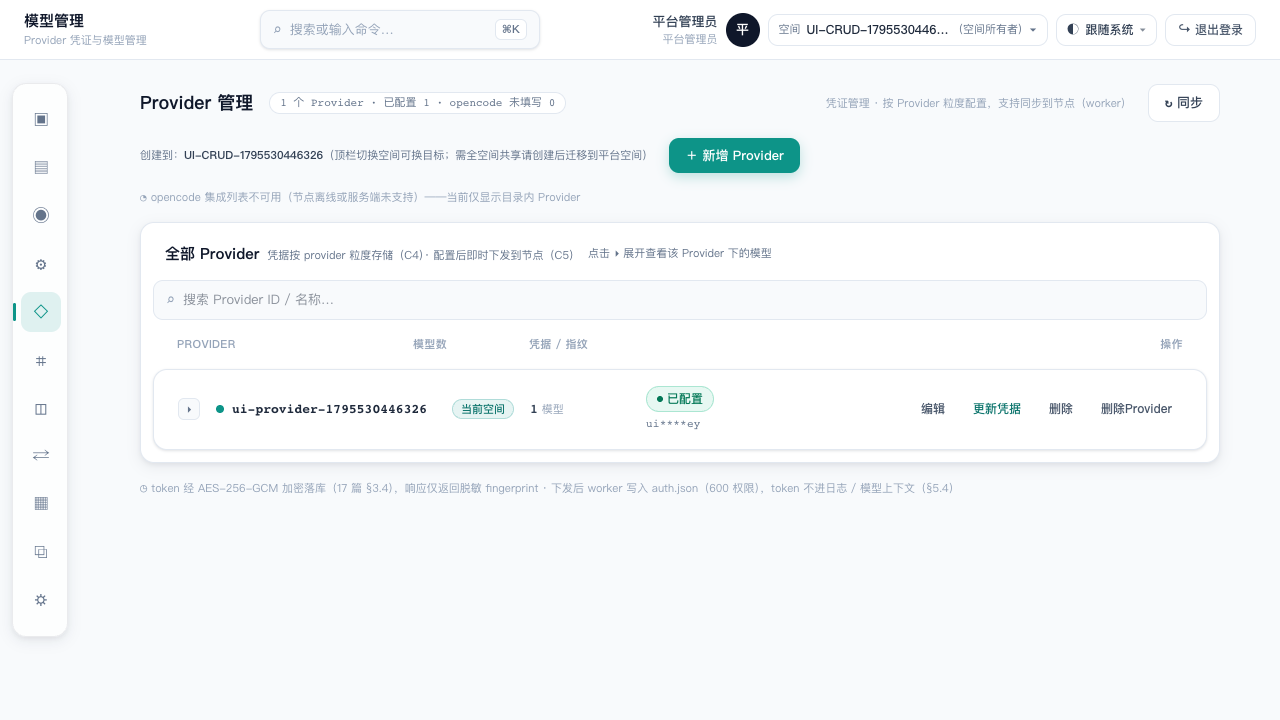 模型管理
Provider 凭证与模型管理
搜索或输入命令… ⌘K
平台管理员
平台管理员
平
空间 UI-CRUD-1795530446… (空间所有者)
跟随系统
退出登录
Provider 管理
1 个 Provider · 已配置 1 · opencode 未填写 0
凭证管理 · 按 Provider 粒度配置，支持同步到节点（worker）
↻ 同步
创建到：UI-CRUD-1795530446326（顶栏切换空间可换目标；需全空间共享请创建后迁移到平台空间）
+ 新增 Provider
opencode 集成列表不可用（节点离线或服务端未支持）——当前仅显示目录内 Provider
全部 Provider 凭据按 provider 粒度存储（C4）· 配置后即时下发到节点（C5） 点击 ▸ 展开查看该 Provider 下的模型
搜索 Provider ID / 名称…
PROVIDER 模型数 凭据 / 指纹 操作
ui-provider-1795530446326 当前空间 1 模型 已配置 编辑 更新凭据 删除 删除Provider
ui****ey
token 经 AES-256-GCM 加密落库（17 篇 §3.4），响应仅返回脱敏 fingerprint · 下发后 worker 写入 auth.json（600 权限），token 不进日志 / 模型上下文（§5.4）